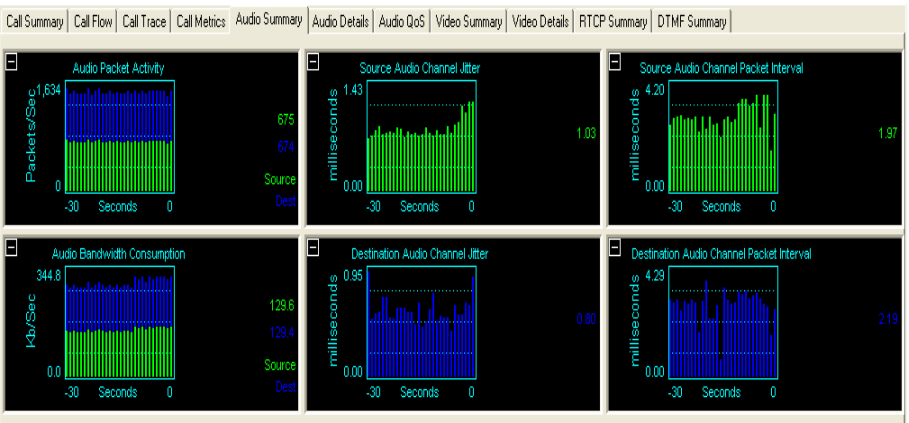 Call Summary Call Flow Call Trace Call Metrics Audio Summary Audio Details Audio QoS Video Summary Video Details RTCP Summary DTMF Summary
Audio Packet Activity
Packets/Sec
1,634
0
-30 Seconds 0
675
674
Source
Dest
Source Audio Channel Jitter
milliseconds
1.43
0.00
-30 Seconds 0
1.03
Source Audio Channel Packet Interval
milliseconds
4.20
0.00
-30 Seconds 0
1.97
Audio Bandwidth Consumption
Kb/Sec
344.8
0.0
-30 Seconds 0
129.6
129.4
Source
Dest
Destination Audio Channel Jitter
milliseconds
0.95
0.00
-30 Seconds 0
0.80
Destination Audio Channel Packet Interval
milliseconds
4.29
0.00
-30 Seconds 0
2.19